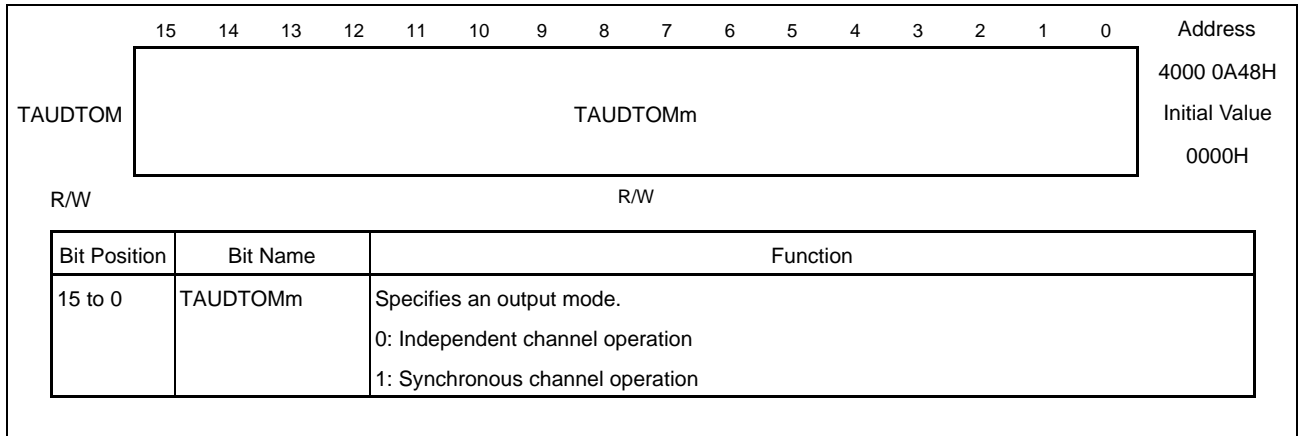 15 14 13 12 11 10 9 8 7 6 5 4 3 2 1 0 Address
4000 0A48H
TAUDTOM TAUDTOMm Initial Value
0000H
R/W R/W
Bit Position Bit Name Function
15 to 0 TAUDTOMm Specifies an output mode.
0: Independent channel operation
1: Synchronous channel operation